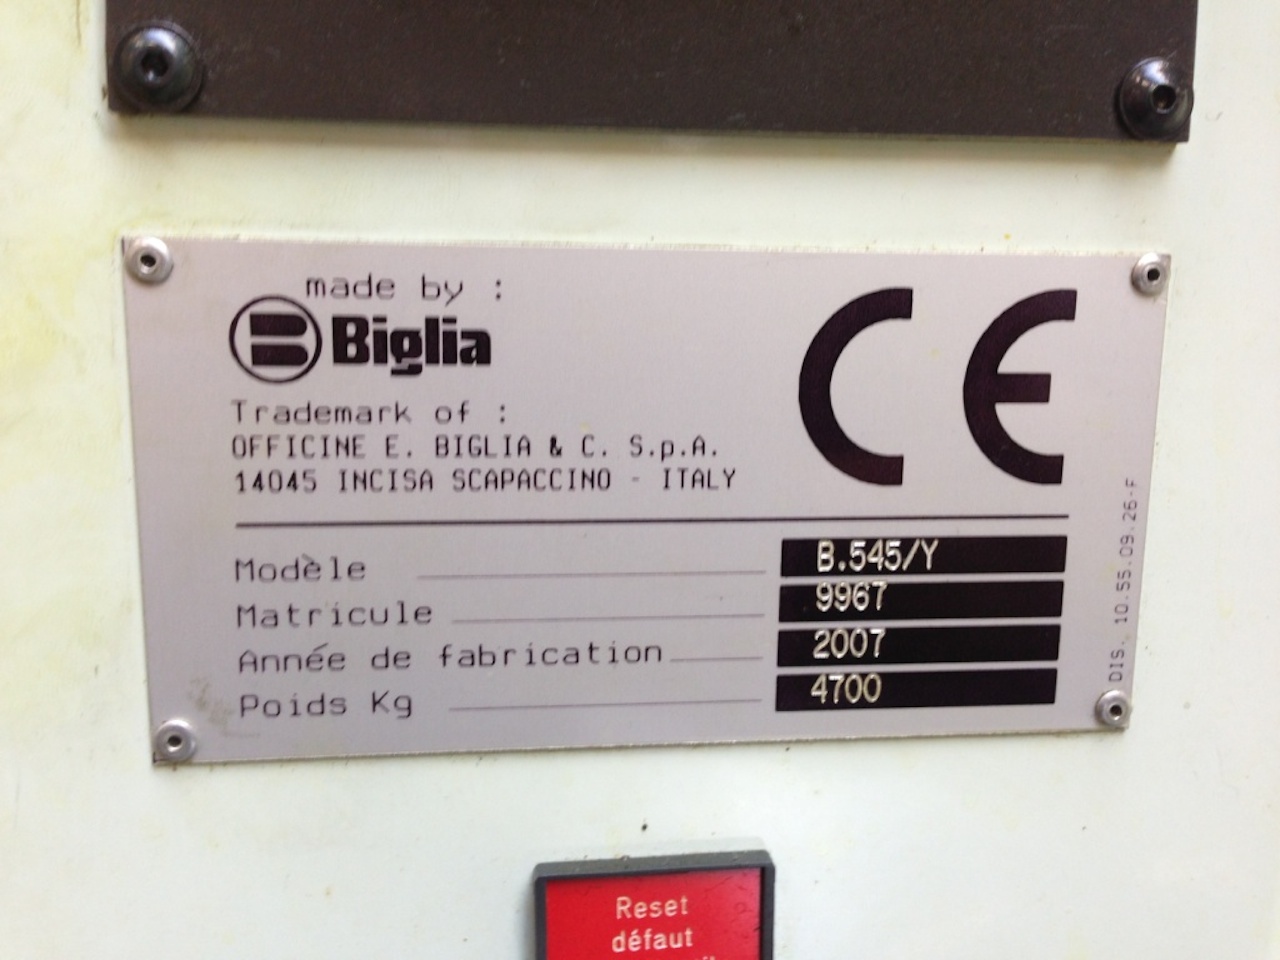 made by :
Biglia
Trademark of :
OFFICINE E. BIGLIA & C. S.p.A.
14045 INCISA SCAPACCINO - ITALY
CE
Modèle B.545/Y
Matricule 9967
Année de fabrication 2007
Poids Kg 4700
DIS. 10.55.09.26-F
Reset
défaut